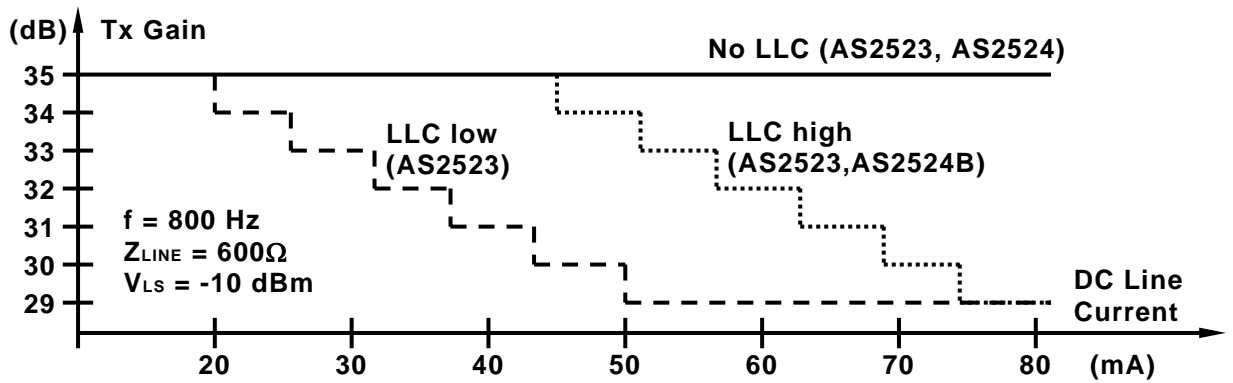 (dB) Tx Gain
No LLC (AS2523, AS2524)
35
34
33
32
31
30
29
LLC low
(AS2523)
LLC high
(AS2523,AS2524B)
f = 800 Hz
ZLINE = 600Ω
VLS = -10 dBm
DC Line
Current
20 30 40 50 60 70 80 (mA)